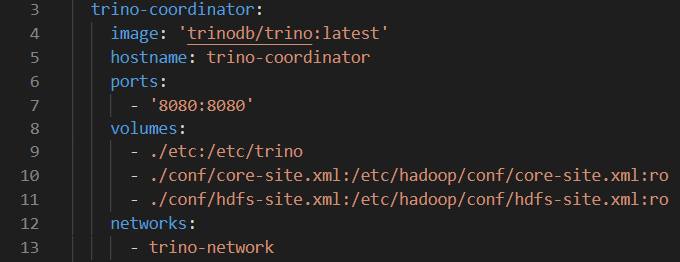 3 trino-coordinator:
4 image: 'trinodb/trino:latest'
5 hostname: trino-coordinator
6 ports:
7 - '8080:8080'
8 volumes:
9 - ./etc:/etc/trino
10 - ./conf/core-site.xml:/etc/hadoop/conf/core-site.xml:ro
11 - ./conf/hdfs-site.xml:/etc/hadoop/conf/hdfs-site.xml:ro
12 networks:
13 - trino-network